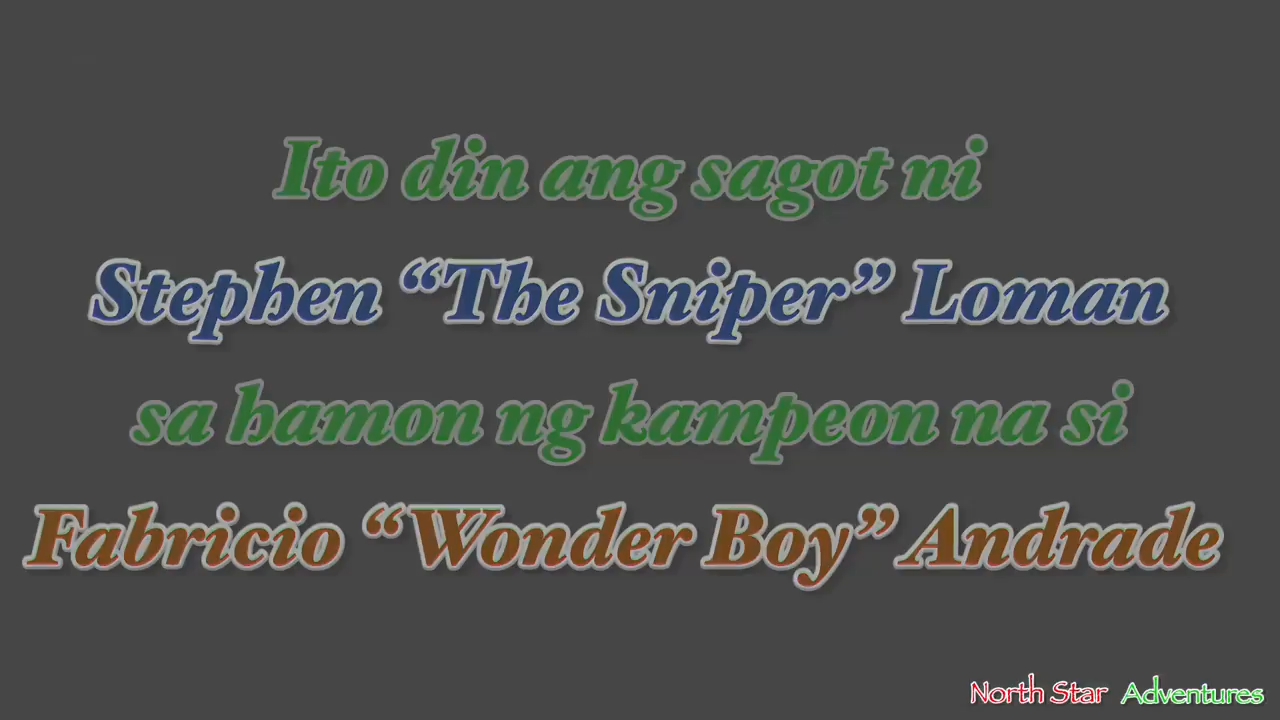 Ito din ang sagot ni
Stephen “The Sniper” Loman
sa hamon ng kampeon na si
Fabricio “Wonder Boy” Andrade
North Star Adventures